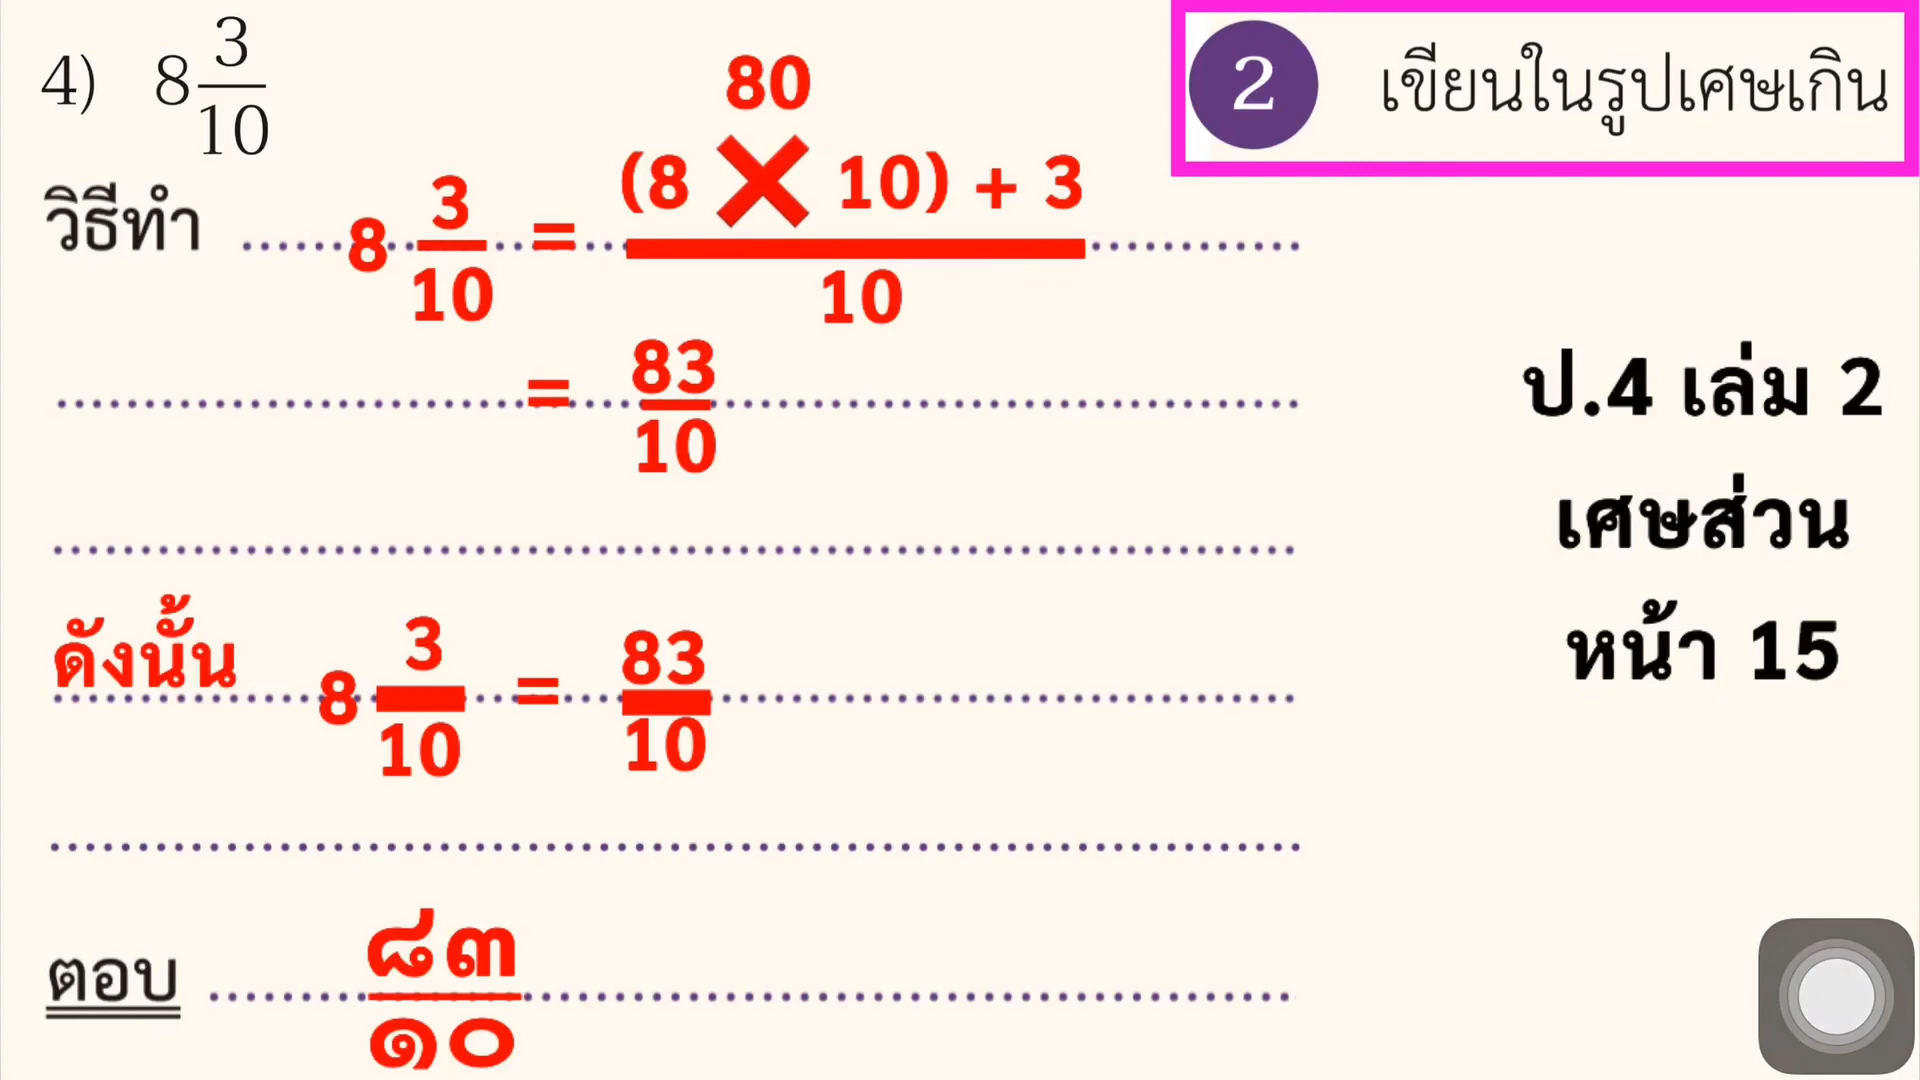 4) 8 3/10
2 เขียนในรูปเศษเกิน
80
วิธีทำ 8 3/10 = (8 × 10) + 3 / 10
= 83/10
ป.4 เล่ม 2
เศษส่วน
หน้า 15
ดังนั้น 8 3/10 = 83/10
ตอบ ๘๓/๑๐